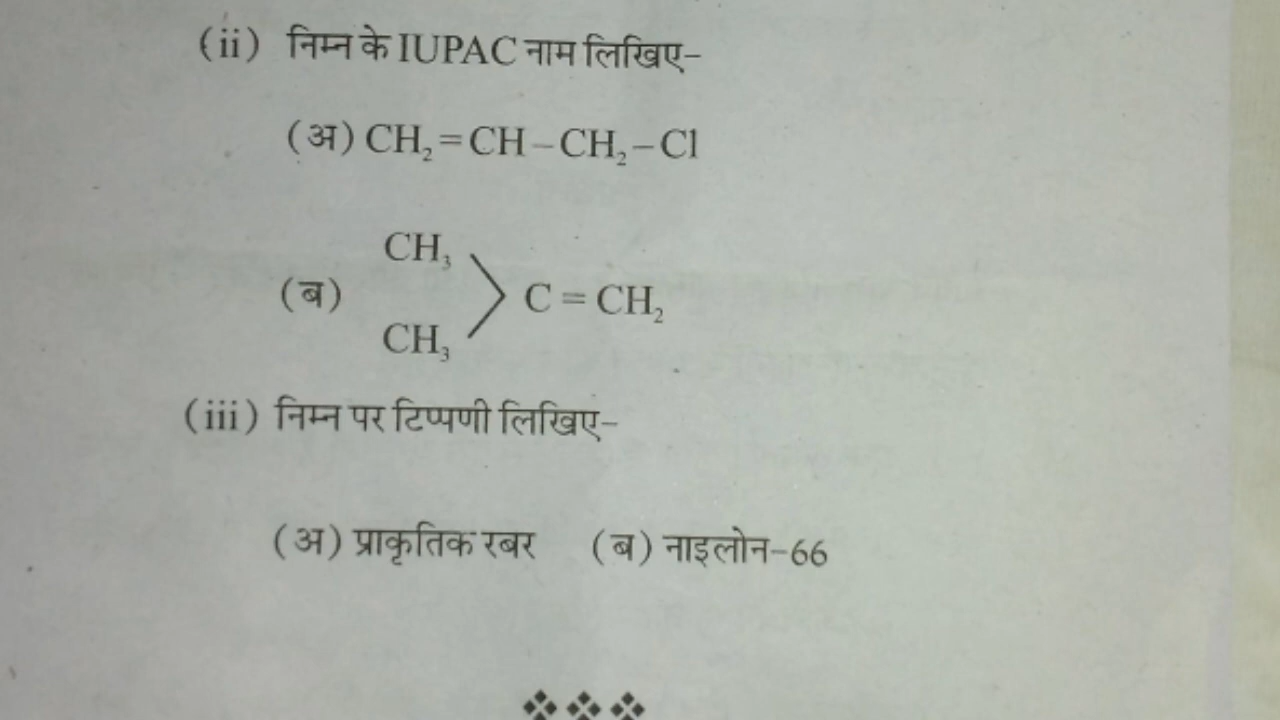 (ii) निम्न के IUPAC नाम लिखिए-
(अ) CH₂=CH–CH₂–Cl
CH₃
(ब) C = CH₂
CH₃
(iii) निम्न पर टिप्पणी लिखिए-
(अ) प्राकृतिक रबर (ब) नाइलोन-66